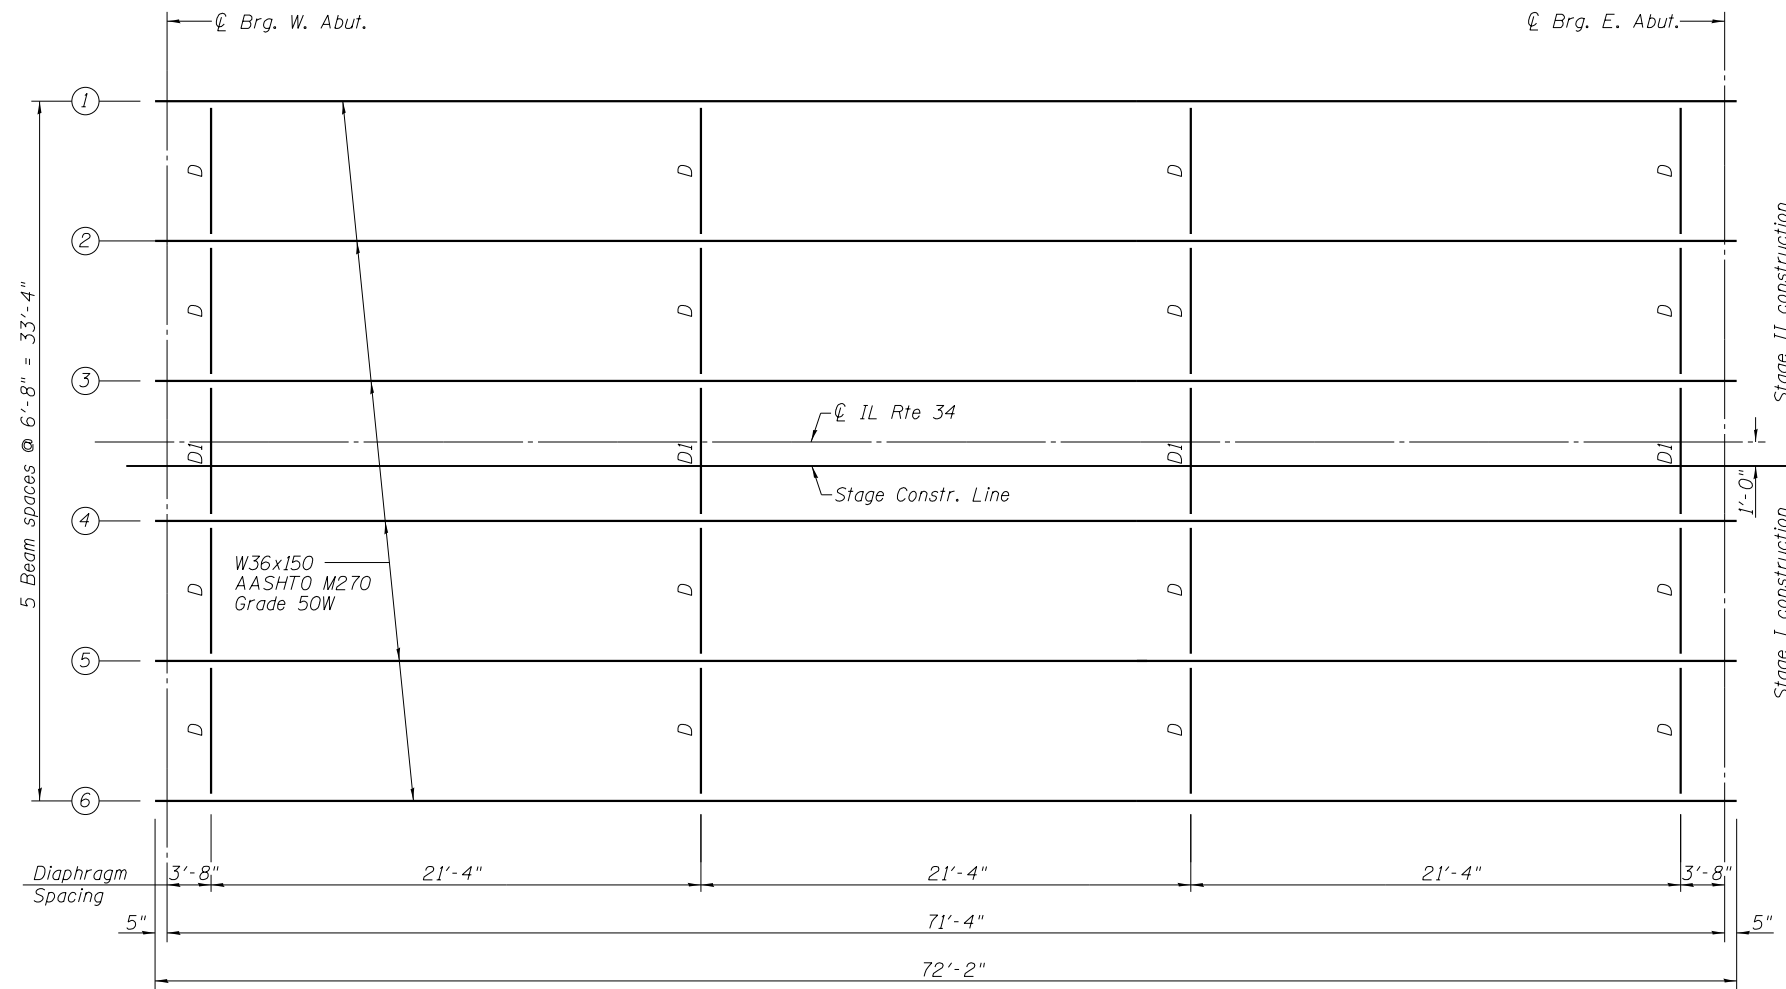 ℄ Brg. W. Abut.
℄ Brg. E. Abut.
1
D D D D
2
D D D D
3
℄ IL Rte 34
D1 D1 D1 D1
Stage Constr. Line
4
W36x150
AASHTO M270
Grade 50W
D D D D
5
D D D D
6
5 Beam spaces @ 6'-8" = 33'-4"
Stage II construction
1'-0"
Stage I construction
Diaphragm
Spacing
3'-8" 21'-4" 21'-4" 21'-4" 3'-8"
5" 71'-4" 5"
72'-2"